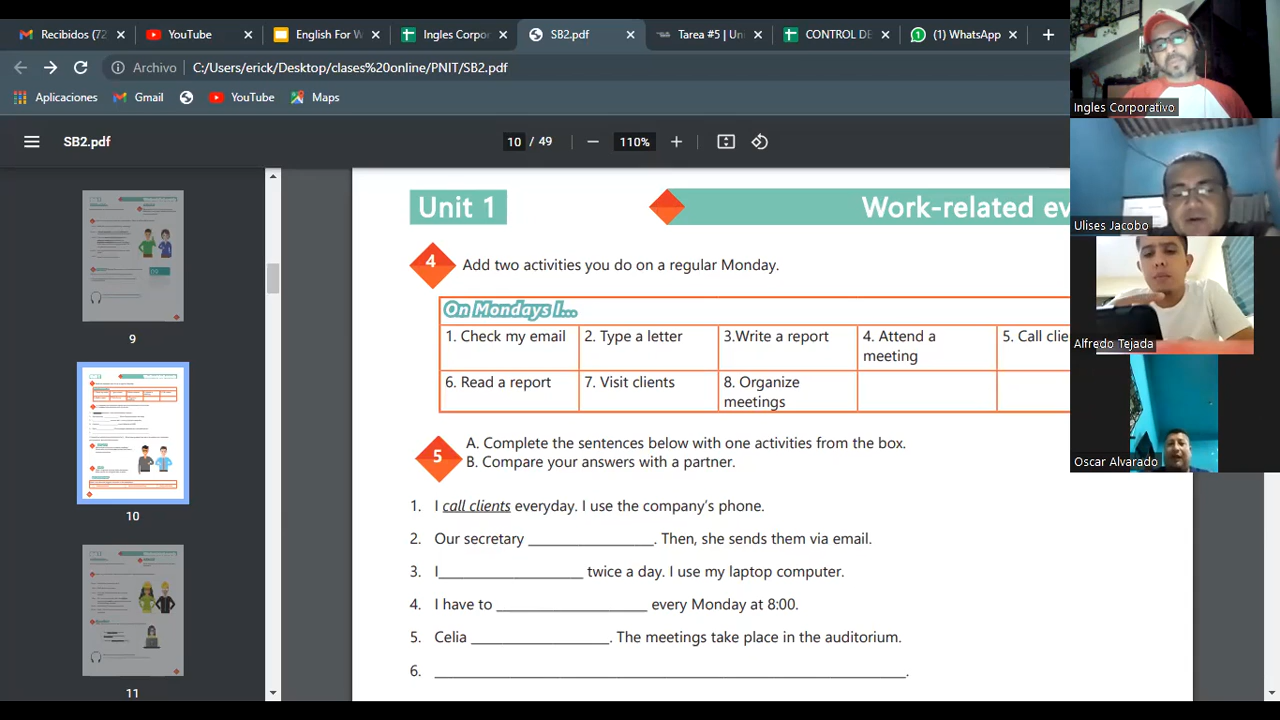 Recibidos (72
YouTube
English For W
Ingles Corpor
SB2.pdf
Tarea #5 | Un
CONTROL DE
(1) WhatsApp
Archivo
C:/Users/erick/Desktop/clases%20online/PNIT/SB2.pdf
Aplicaciones
Gmail
YouTube
Maps
SB2.pdf
10 / 49
110%
9
10
11
Unit 1
Work-related ev
4
Add two activities you do on a regular Monday.
On Mondays I...
1. Check my email
2. Type a letter
3.Write a report
4. Attend a
meeting
5. Call clie
6. Read a report
7. Visit clients
8. Organize
meetings
5
A. Complete the sentences below with one activities from the box.
B. Compare your answers with a partner.
1. I call clients everyday. I use the company's phone.
2. Our secretary ________________. Then, she sends them via email.
3. I___________________ twice a day. I use my laptop computer.
4. I have to ___________________ every Monday at 8:00.
5. Celia __________________. The meetings take place in the auditorium.
6. ______________________________________________________________.
Ingles Corporativo
Ulises Jacobo
Alfredo Tejada
Oscar Alvarado